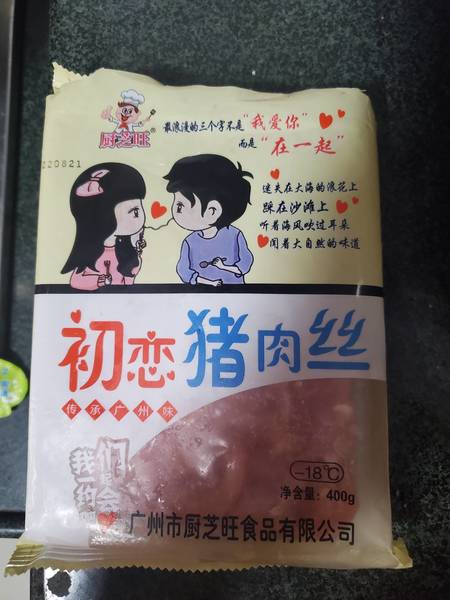 厨芝旺®
最浪漫的三个字不是"我爱你"
而是"在一起"
220821
迷失在大海的浪花上
踩在沙滩上
听着海风吹过耳朵
闻着大自然的味道
初恋猪肉丝
传承广州味
我们
约会
-18℃
净含量：400g
广州市厨芝旺食品有限公司